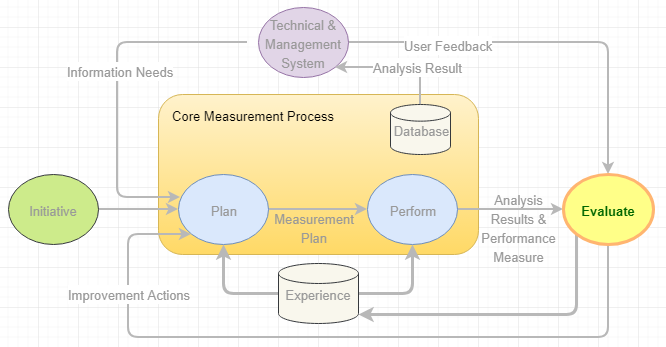 Technical &
Management
System
User Feedback
Information Needs
Analysis Result
Core Measurement Process
Database
Initiative
Plan
Measurement
Plan
Perform
Analysis
Results &
Performance
Measure
Evaluate
Improvement Actions
Experience